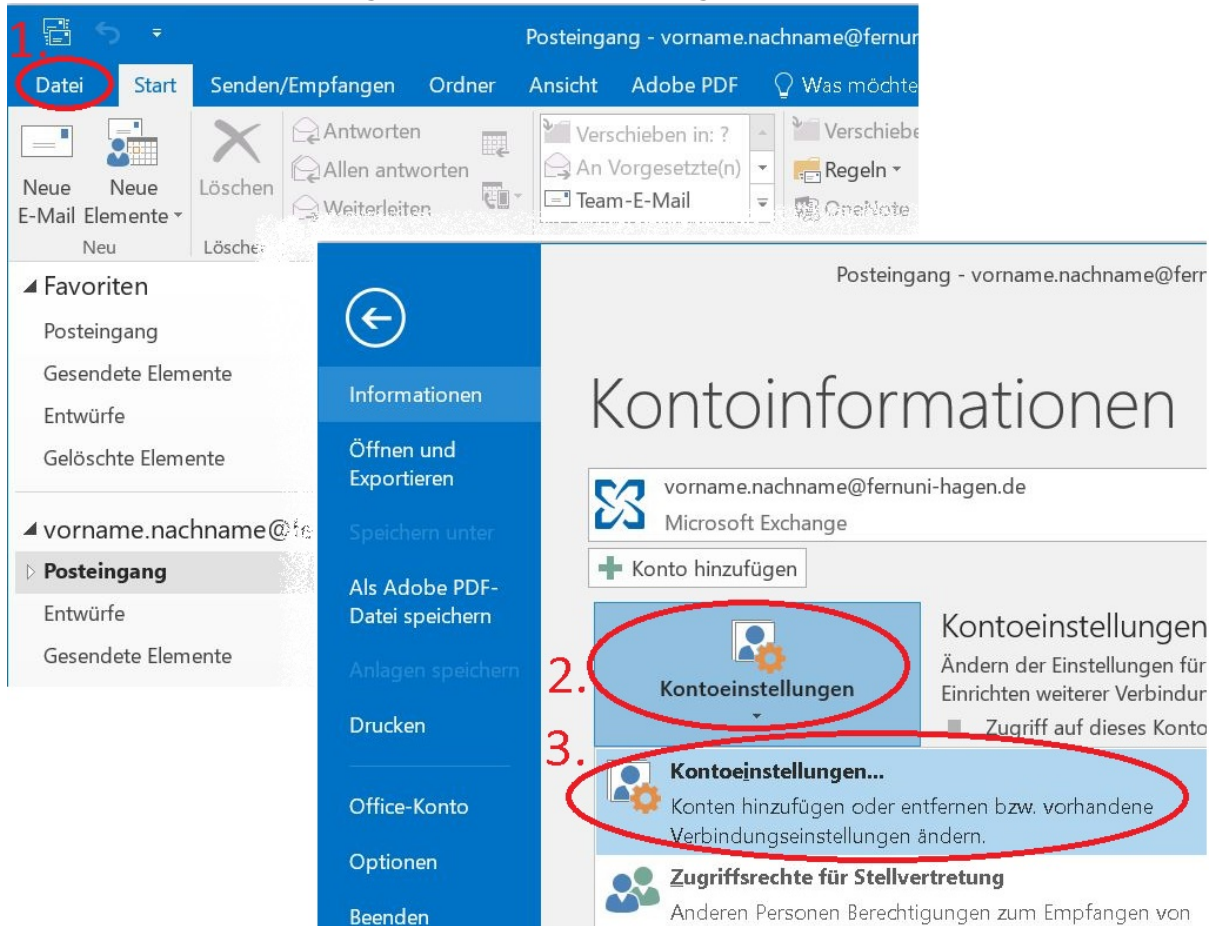 1.
Posteingang - vorname.nachname@fernun
Datei Start Senden/Empfangen Ordner Ansicht Adobe PDF Was möchte
Neue E-Mail
Neue Elemente
Neu
Löschen
Antworten
Allen antworten
Weiterleiten
Verschieben in: ?
An Vorgesetzte(n)
Team-E-Mail
Verschiebe
Regeln
OneNote
Lösche
Favoriten
Posteingang
Gesendete Elemente
Entwürfe
Gelöschte Elemente
vorname.nachname@fe
Posteingang
Entwürfe
Gesendete Elemente
Posteingang - vorname.nachname@fern
Informationen
Öffnen und
Exportieren
Speichern unter
Als Adobe PDF-
Datei speichern
Anlagen speichern
Drucken
Office-Konto
Optionen
Beenden
Kontoinformationen
vorname.nachname@fernuni-hagen.de
Microsoft Exchange
Konto hinzufügen
2.
Kontoeinstellungen
Kontoeinstellungen
Ändern der Einstellungen für
Einrichten weiterer Verbindun
Zugriff auf dieses Konto
3.
Kontoeinstellungen...
Konten hinzufügen oder entfernen bzw. vorhandene
Verbindungseinstellungen ändern.
Zugriffsrechte für Stellvertretung
Anderen Personen Berechtigungen zum Empfangen von